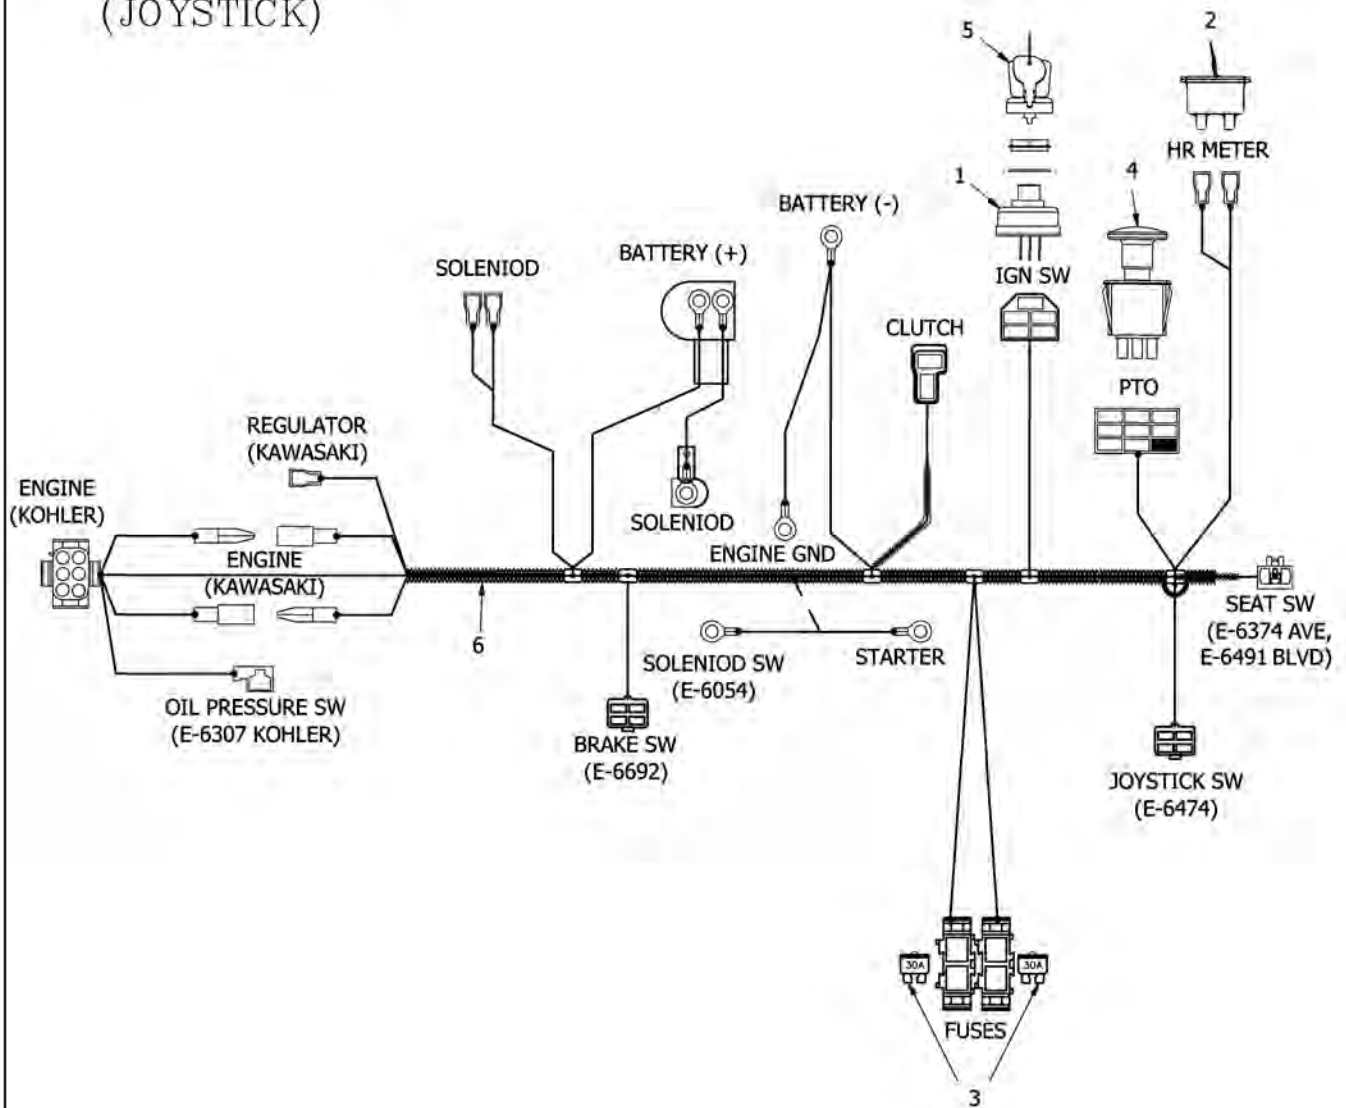 (JOYSTICK)
5
2
HR METER
1
4
BATTERY (-)
SOLENIOD
BATTERY (+)
IGN SW
CLUTCH
PTO
REGULATOR
(KAWASAKI)
ENGINE
(KOHLER)
SOLENIOD
ENGINE GND
ENGINE
(KAWASAKI)
6
SOLENIOD SW
(E-6054)
STARTER
SEAT SW
(E-6374 AVE,
E-6491 BLVD)
OIL PRESSURE SW
(E-6307 KOHLER)
BRAKE SW
(E-6692)
JOYSTICK SW
(E-6474)
30A
30A
FUSES
3